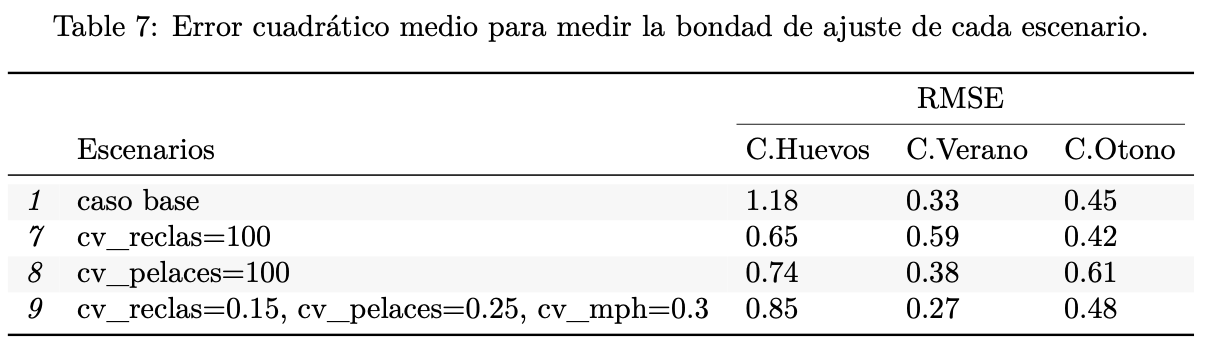 Table 7: Error cuadrático medio para medir la bondad de ajuste de cada escenario.
RMSE
Escenarios C.Huevos C.Verano C.Otono
1 caso base 1.18 0.33 0.45
7 cv_reclas=100 0.65 0.59 0.42
8 cv_pelaces=100 0.74 0.38 0.61
9 cv_reclas=0.15, cv_pelaces=0.25, cv_mph=0.3 0.85 0.27 0.48